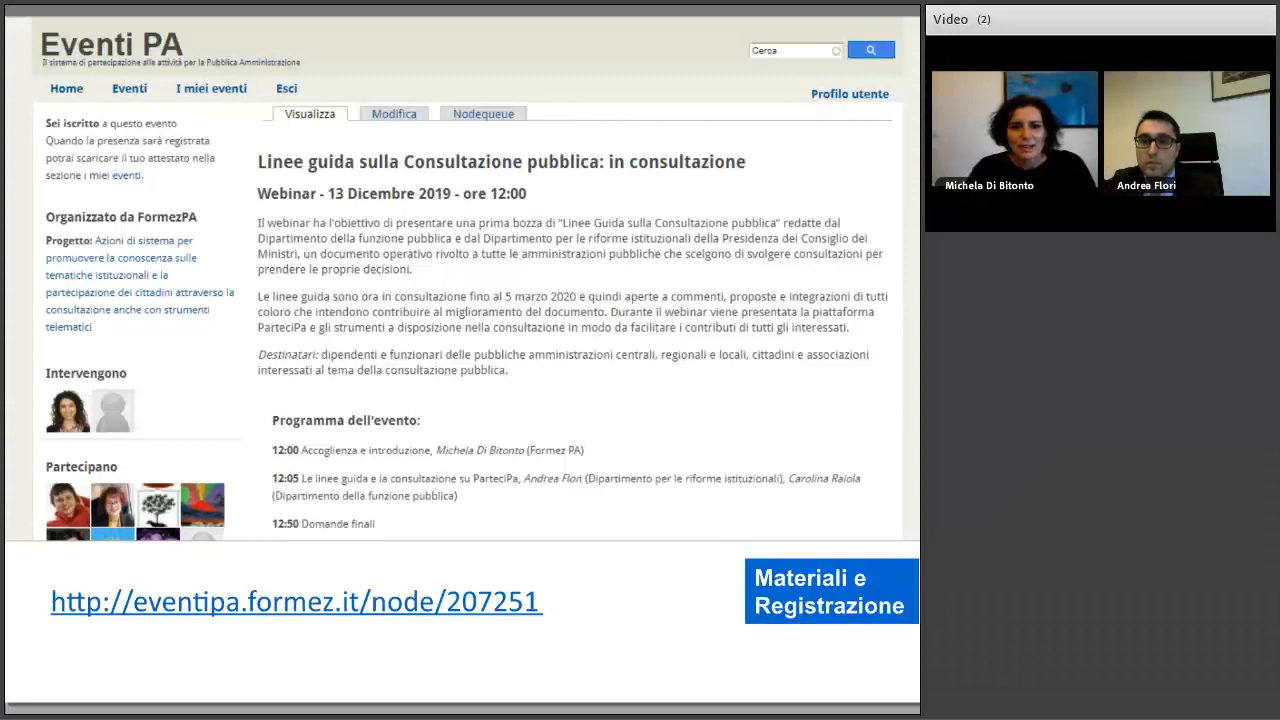 Eventi PA
Il sistema di partecipazione alle attività per la Pubblica Amministrazione
Cerca
Home
Eventi
I miei eventi
Esci
Profilo utente
Visualizza
Modifica
Nodequeue
Sei iscritto a questo evento
Quando la presenza sarà registrata
potrai scaricare il tuo attestato nella
sezione i miei eventi.
Organizzato da FormezPA
Progetto: Azioni di sistema per
promuovere la conoscenza sulle
tematiche istituzionali e la
partecipazione dei cittadini attraverso la
consultazione anche con strumenti
telematici
Intervengono
Partecipano
Linee guida sulla Consultazione pubblica: in consultazione
Webinar - 13 Dicembre 2019 - ore 12:00
Il webinar ha l'obiettivo di presentare una prima bozza di "Linee Guida sulla Consultazione pubblica" redatte dal
Dipartimento della funzione pubblica e dal Dipartimento per le riforme istituzionali della Presidenza del Consiglio dei
Ministri, un documento operativo rivolto a tutte le amministrazioni pubbliche che scelgono di svolgere consultazioni per
prendere le proprie decisioni.
Le linee guida sono ora in consultazione fino al 5 marzo 2020 e quindi aperte a commenti, proposte e integrazioni di tutti
coloro che intendono contribuire al miglioramento del documento. Durante il webinar viene presentata la piattaforma
ParteciPa e gli strumenti a disposizione nella consultazione in modo da facilitare i contributi di tutti gli interessati.
Destinatari: dipendenti e funzionari delle pubbliche amministrazioni centrali, regionali e locali, cittadini e associazioni
interessati al tema della consultazione pubblica.
Programma dell'evento:
12:00 Accoglienza e introduzione, Michela Di Bitonto (Formez PA)
12:05 Le linee guida e la consultazione su ParteciPa, Andrea Flori (Dipartimento per le riforme istituzionali), Carolina Raiola
(Dipartimento della funzione pubblica)
12:50 Domande finali
http://eventipa.formez.it/node/207251
Materiali e
Registrazione
Video (2)
Michela Di Bitonto
Andrea Flori